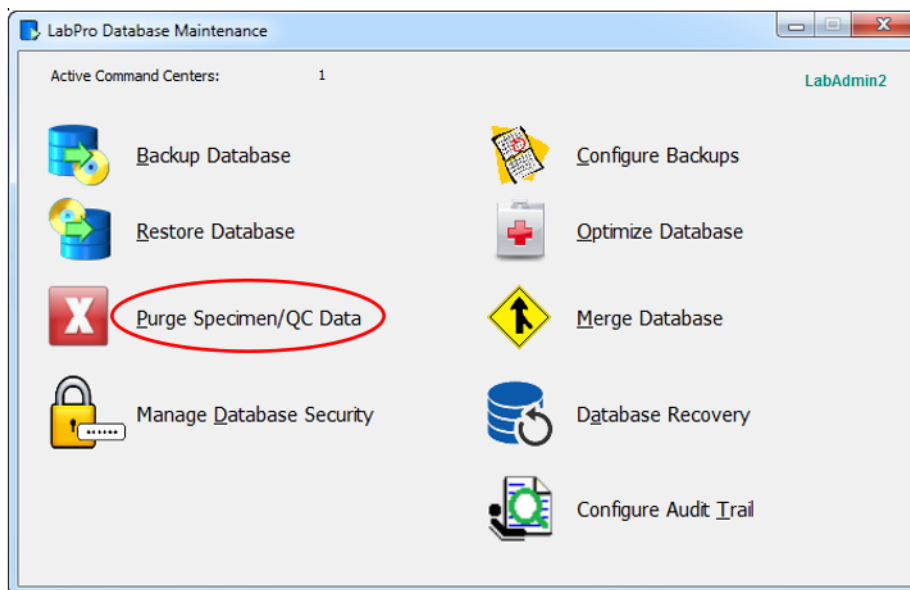 LabPro Database Maintenance
Active Command Centers: 1
LabAdmin2
Backup Database
Configure Backups
Restore Database
Optimize Database
Purge Specimen/QC Data
Merge Database
Manage Database Security
Database Recovery
Configure Audit Trail